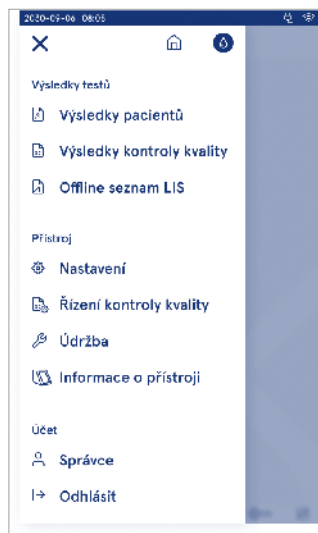 2020-09-06 08:05
Výsledky testů
Výsledky pacientů
Výsledky kontroly kvality
Offline seznam LIS
Přístroj
Nastavení
Řízení kontroly kvality
Údržba
Informace o přístroji
Účet
Správce
Odhlásit